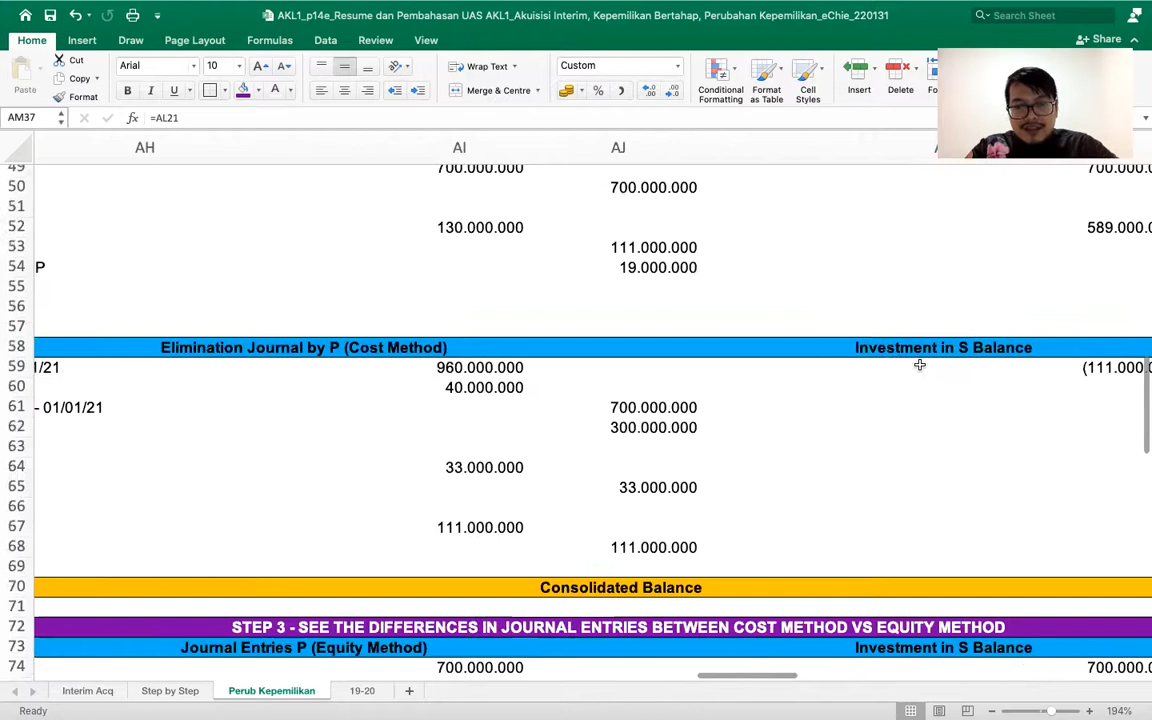 AKL1_p14e_Resume dan Pembahasan UAS AKL1_Akuisisi Interim, Kepemilikan Bertahap, Perubahan Kepemilikan_eChie_220131
Search Sheet
Home Insert Draw Page Layout Formulas Data Review View
Share
Paste
Cut
Copy
Format
Arial 10
B I U A
Wrap Text
Merge & Centre
Custom
%
Conditional Formatting
Format as Table
Cell Styles
Insert
Delete
AM37 fx =AL21
AH AI AJ
49 700.000.000 700.000.0
50 700.000.000
51
52 130.000.000 589.000.0
53 111.000.000
54 P 19.000.000
55
56
57
58 Elimination Journal by P (Cost Method) Investment in S Balance
59 1/21 960.000.000 (111.000.0
60 40.000.000
61 - 01/01/21 700.000.000
62 300.000.000
63
64 33.000.000
65 33.000.000
66
67 111.000.000
68 111.000.000
69
70 Consolidated Balance
71
72 STEP 3 - SEE THE DIFFERENCES IN JOURNAL ENTRIES BETWEEN COST METHOD VS EQUITY METHOD
73 Journal Entries P (Equity Method) Investment in S Balance
74 700.000.000 700.000.0
Interim Acq Step by Step Perub Kepemilikan 19-20 +
Ready
194%